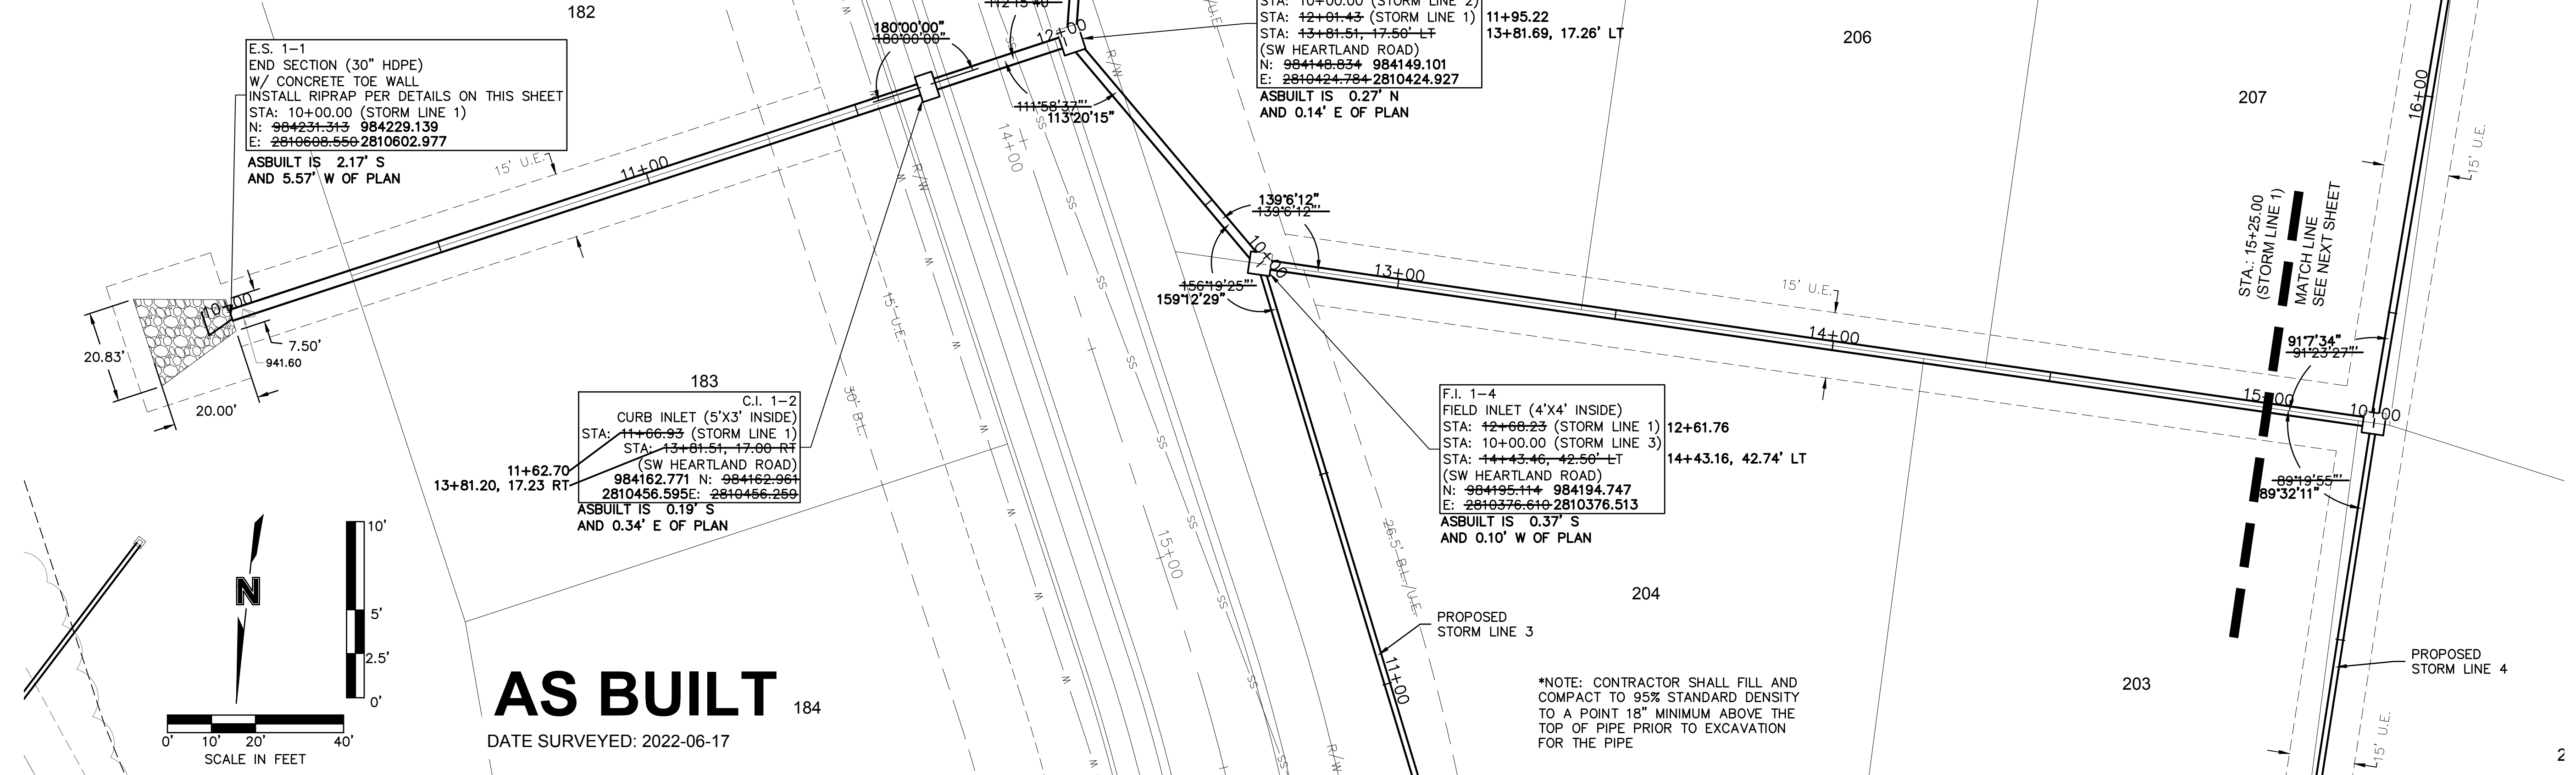 182
E.S. 1-1
END SECTION (30" HDPE)
W/ CONCRETE TOE WALL
INSTALL RIPRAP PER DETAILS ON THIS SHEET
STA: 10+00.00 (STORM LINE 1)
N: 984231.313 984229.139
E: 2810608.550 2810602.977
ASBUILT IS 2.17' S
AND 5.57' W OF PLAN
15' U.E.
11+00
180°00'00"
180°00'00"
112°15'40"
12+00
R/W
111°58'37"
113°20'15"
14+00
STA: 10+00.00 (STORM LINE 2)
STA: 12+01.43 (STORM LINE 1) 11+95.22
STA: 13+81.51, 17.50' LT 13+81.69, 17.26' LT
(SW HEARTLAND ROAD)
N: 984148.834 984149.101
E: 2810424.784 2810424.927
ASBUILT IS 0.27' N
AND 0.14' E OF PLAN
206
207
16+00
15' U.E.
139°6'12"
139°6'12"
10+00
156°19'25"
159°12'29"
13+00
15' U.E.
14+00
STA.: 15+25.00
(STORM LINE 1)
MATCH LINE
SEE NEXT SHEET
91°7'34"
91°23'27"
15+00
10+00
89°19'55"
89°32'11"
10+00
20.83'
7.50'
941.60
20.00'
R/W
15' U.E.
30' B.L.
183
C.I. 1-2
CURB INLET (5'X3' INSIDE)
STA: 11+66.93 (STORM LINE 1)
STA: 13+81.51, 17.00 RT
(SW HEARTLAND ROAD)
11+62.70
13+81.20, 17.23 RT
984162.771 N: 984162.961
2810456.595 E: 2810456.259
ASBUILT IS 0.19' S
AND 0.34' E OF PLAN
F.I. 1-4
FIELD INLET (4'X4' INSIDE)
STA: 12+68.23 (STORM LINE 1) 12+61.76
STA: 10+00.00 (STORM LINE 3)
STA: 14+43.46, 42.50' LT 14+43.16, 42.74' LT
(SW HEARTLAND ROAD)
N: 984195.114 984194.747
E: 2810376.610 2810376.513
ASBUILT IS 0.37' S
AND 0.10' W OF PLAN
15+00
26.5' B.L./U.E.
204
PROPOSED
STORM LINE 3
11+00
N
10'
5'
2.5'
0'
0' 10' 20' 40'
SCALE IN FEET
AS BUILT
DATE SURVEYED: 2022-06-17
184
R/W
*NOTE: CONTRACTOR SHALL FILL AND
COMPACT TO 95% STANDARD DENSITY
TO A POINT 18" MINIMUM ABOVE THE
TOP OF PIPE PRIOR TO EXCAVATION
FOR THE PIPE
203
PROPOSED
STORM LINE 4
15' U.E.